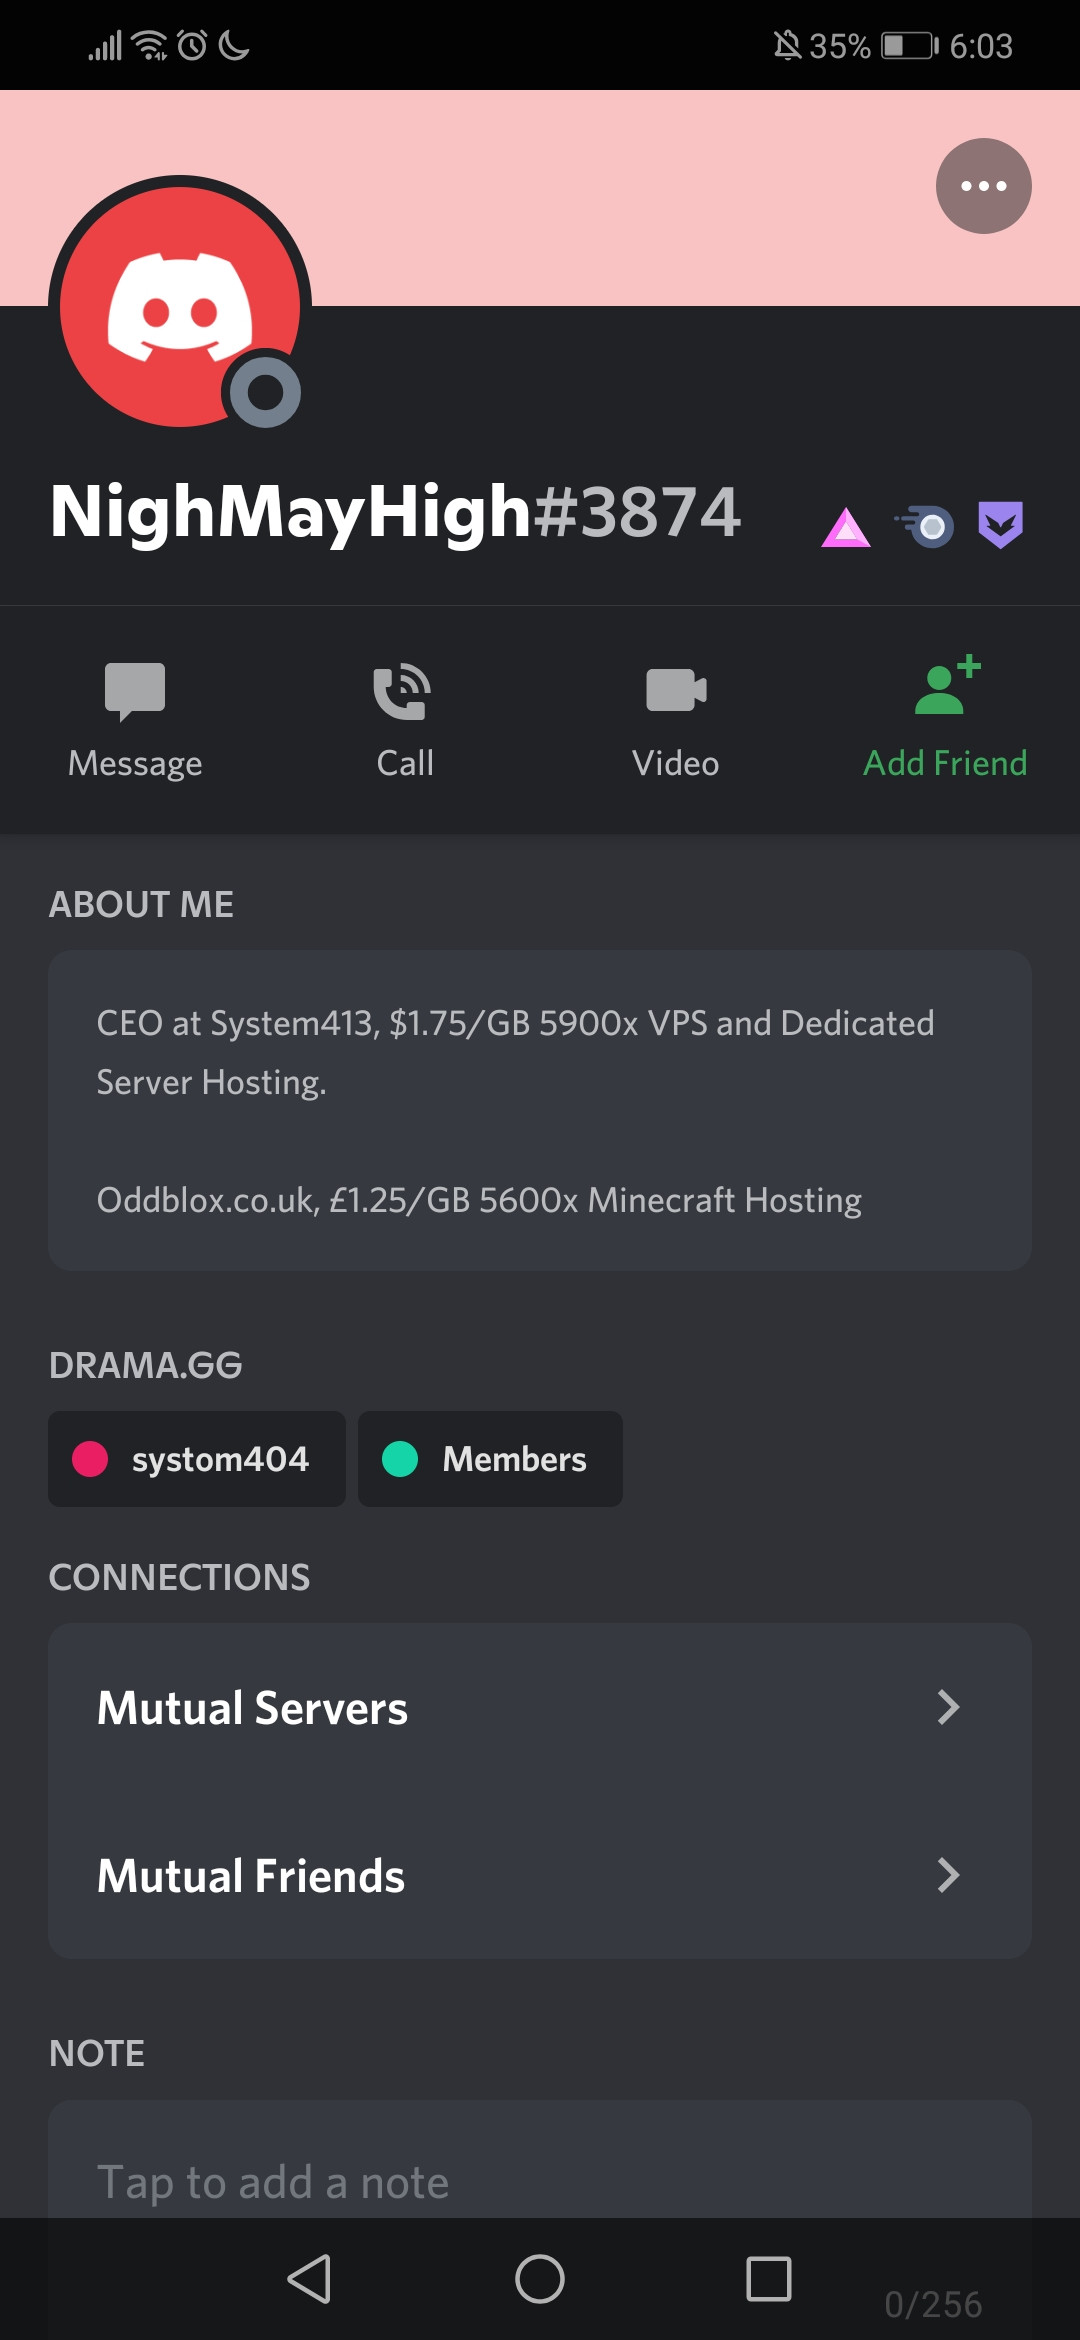 35% 6:03
NighMayHigh#3874
Message Call Video Add Friend
ABOUT ME
CEO at System413, $1.75/GB 5900x VPS and Dedicated
Server Hosting.
Oddblox.co.uk, £1.25/GB 5600x Minecraft Hosting
DRAMA.GG
systom404 Members
CONNECTIONS
Mutual Servers
Mutual Friends
NOTE
Tap to add a note
0/256